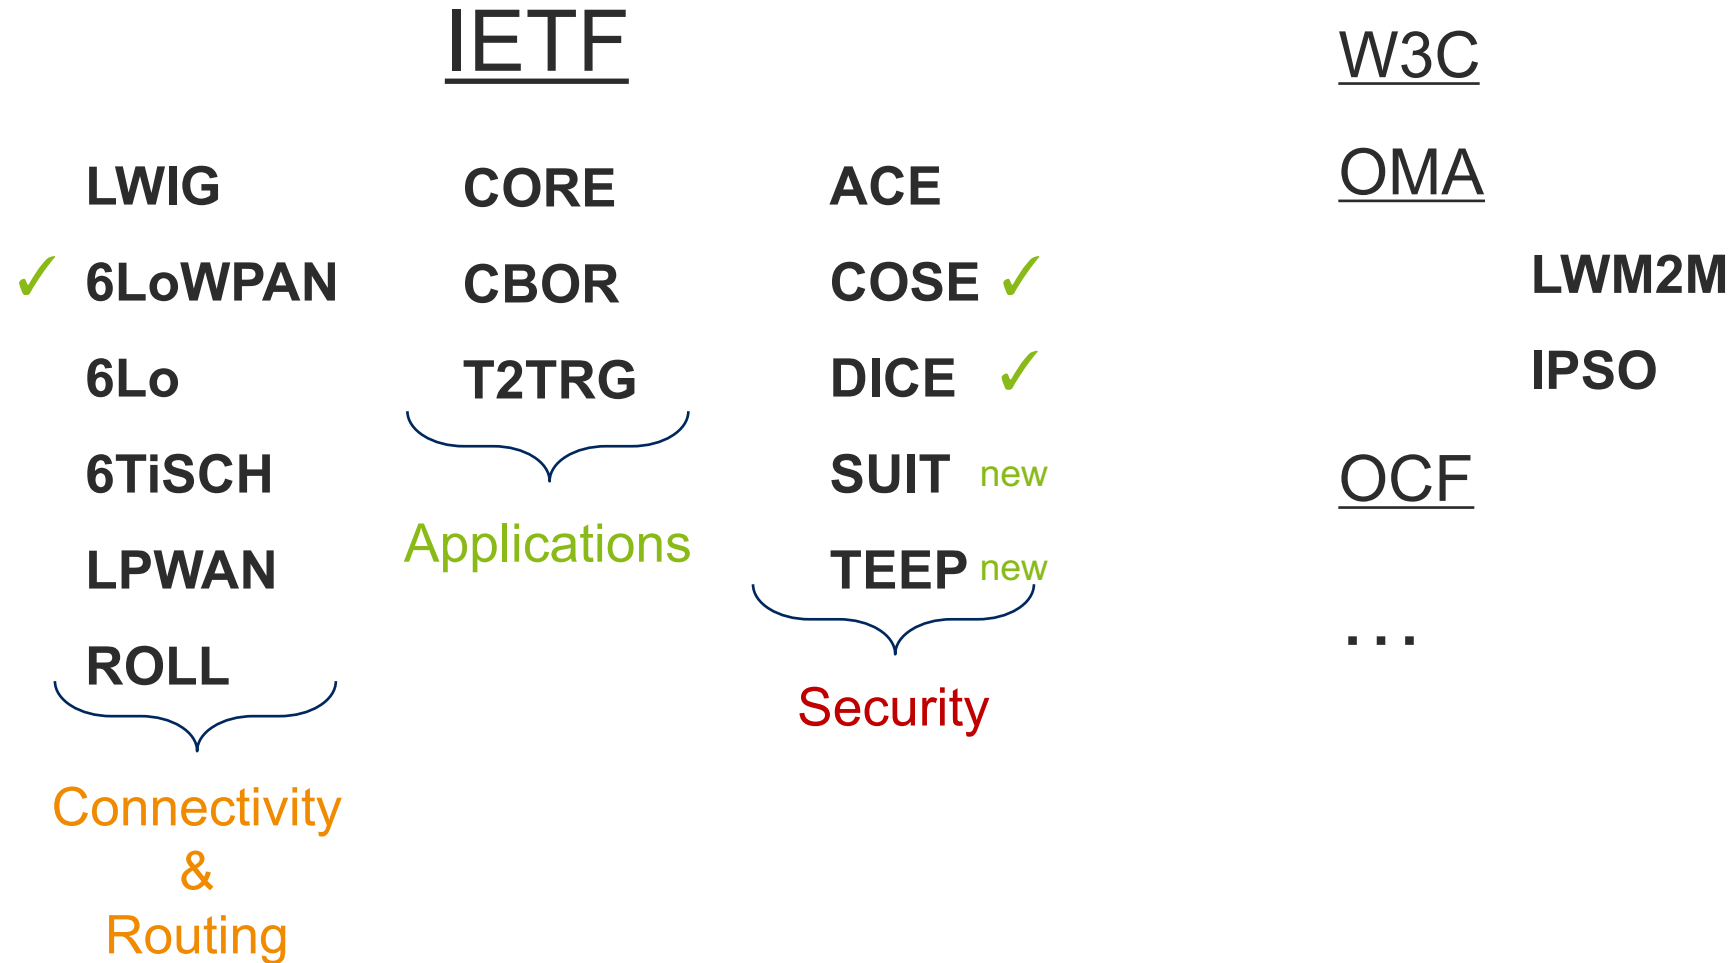 IETF
LWIG
✓ 6LoWPAN
6Lo
6TiSCH
LPWAN
ROLL
Connectivity
&
Routing
CORE
CBOR
T2TRG
Applications
ACE
COSE ✓
DICE ✓
SUIT new
TEEP new
Security
W3C
OMA
LWM2M
IPSO
OCF
...